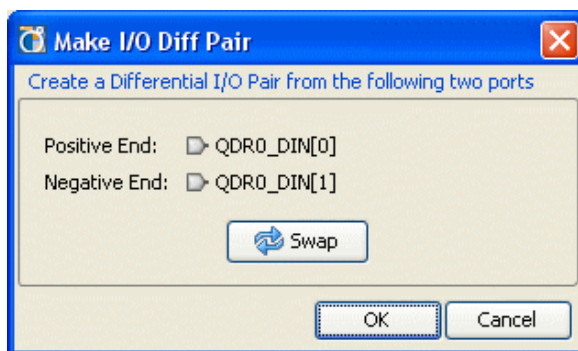 Make I/O Diff Pair
Create a Differential I/O Pair from the following two ports
Positive End: QDR0_DIN[0]
Negative End: QDR0_DIN[1]
Swap
OK Cancel